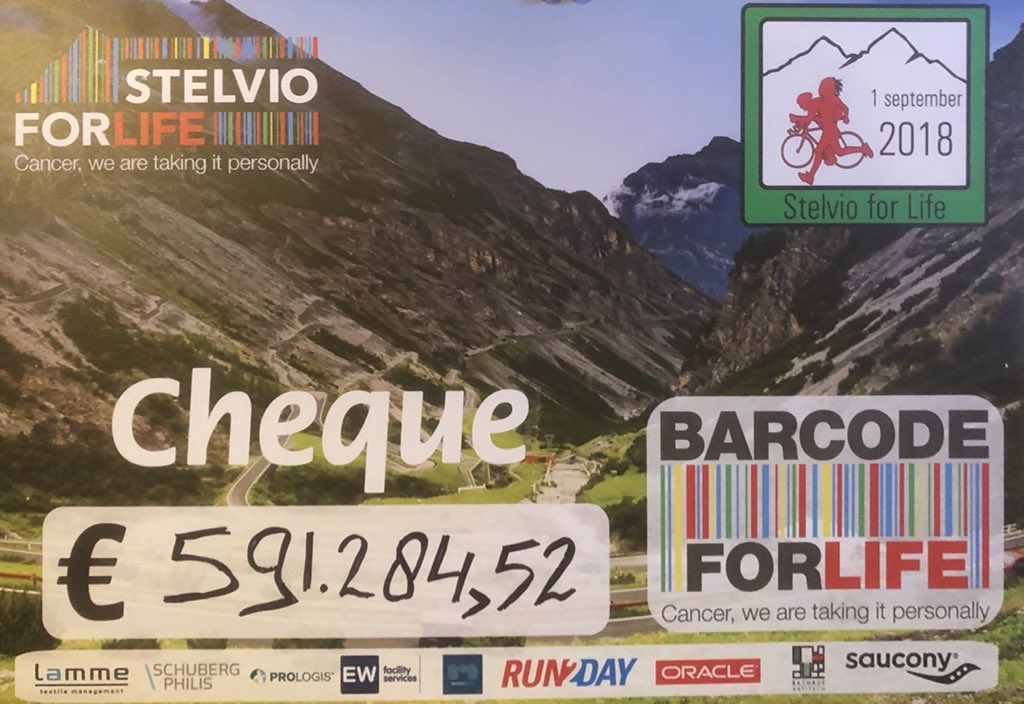 STELVIO
FORLIFE
Cancer, we are taking it personally
1 september
2018
Stelvio for Life
Cheque
€ 591.284,52
BARCODE
FORLIFE
Cancer, we are taking it personally
Lamme
textile management
SCHUBERG
PHILIS
PROLOGIS
EW facility
services
RUN2DAY
ORACLE
saucony